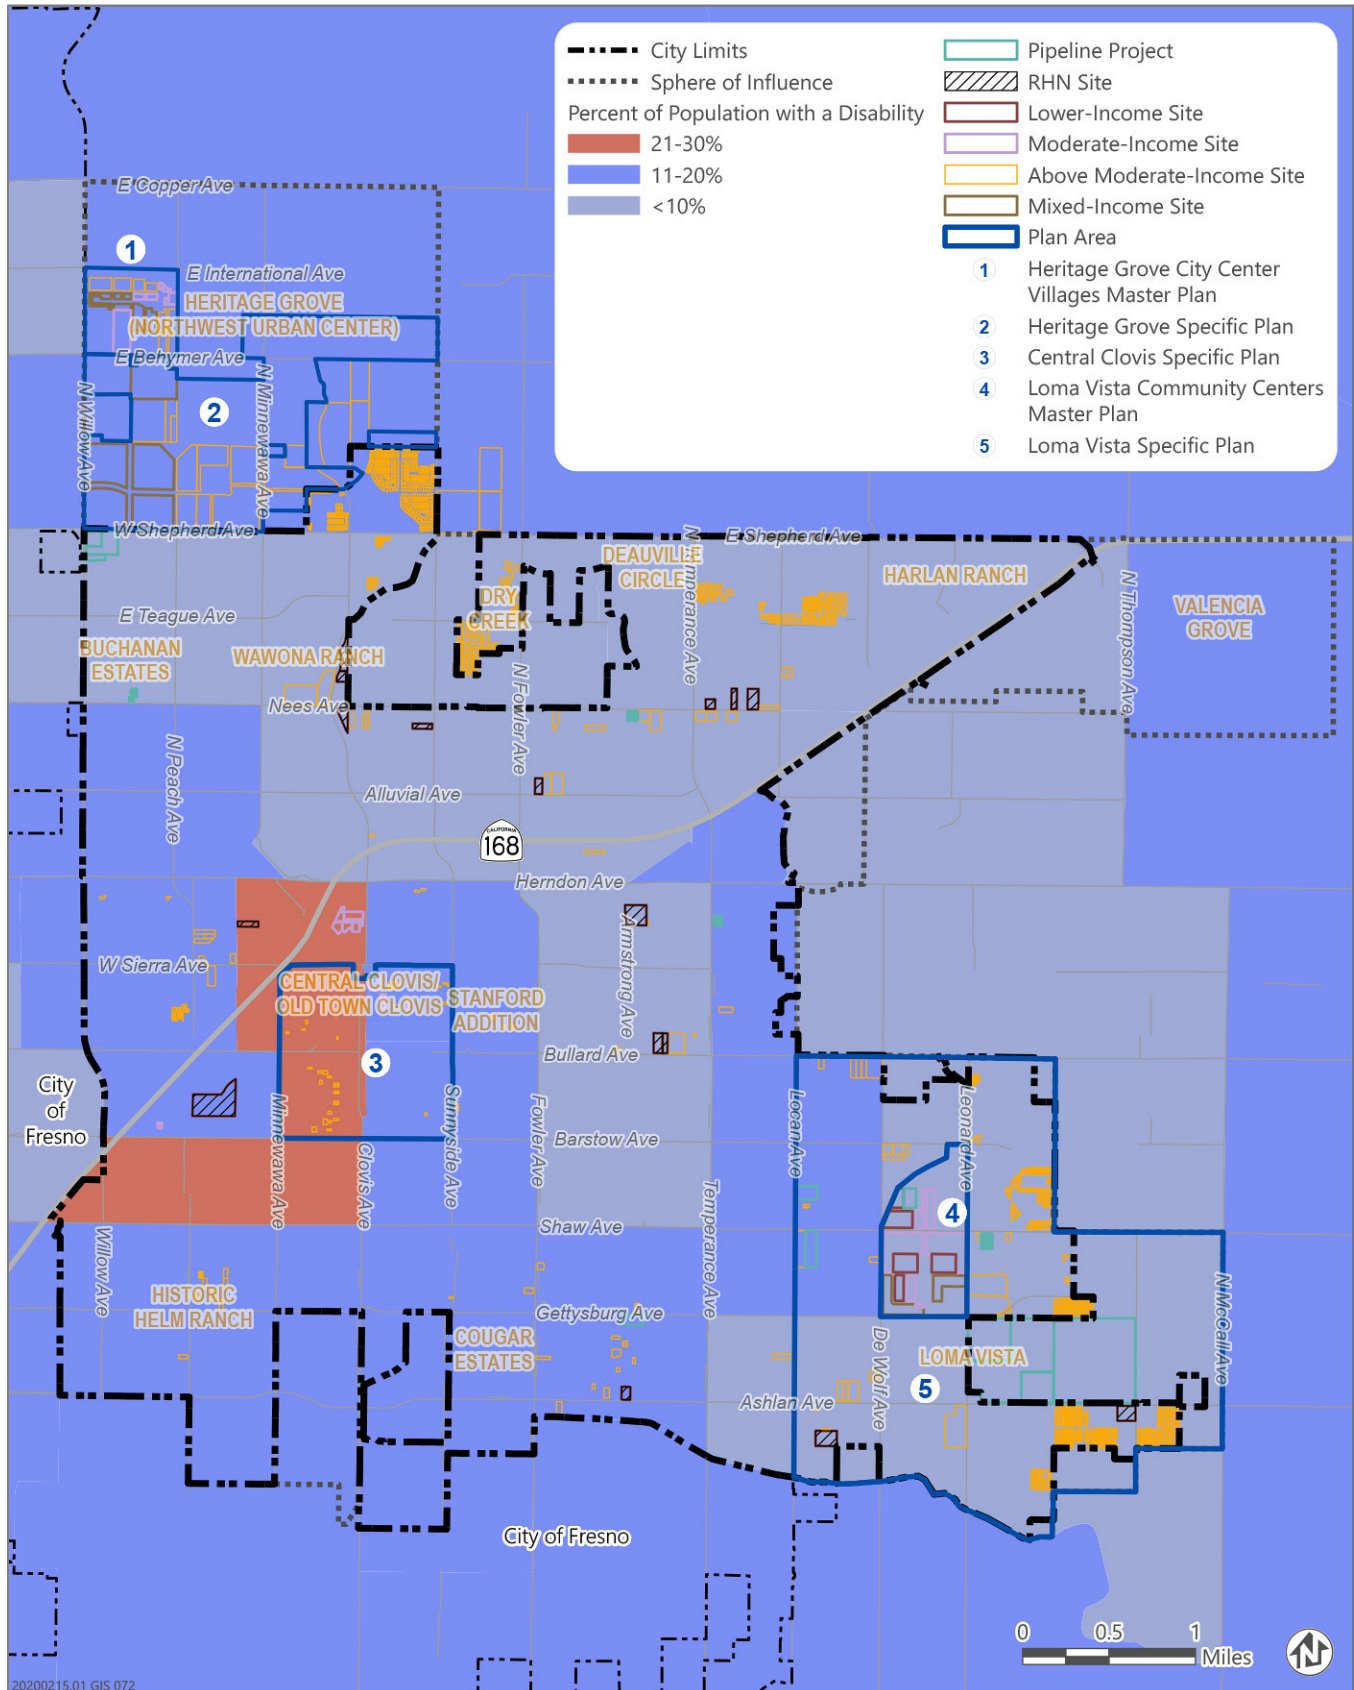 City Limits
Sphere of Influence
Percent of Population with a Disability
21-30%
11-20%
<10%
Pipeline Project
RHN Site
Lower-Income Site
Moderate-Income Site
Above Moderate-Income Site
Mixed-Income Site
Plan Area
1 Heritage Grove City Center
Villages Master Plan
2 Heritage Grove Specific Plan
3 Central Clovis Specific Plan
4 Loma Vista Community Centers
Master Plan
5 Loma Vista Specific Plan
E Copper Ave
1
E International Ave
HERITAGE GROVE
(NORTHWEST URBAN CENTER)
E Behymer Ave
N Willow Ave
2
N Minnewawa Ave
W Shepherd Ave
E Shepherd Ave
DEAUVILLE
CIRCLE
HARLAN RANCH
N Temperance Ave
N Thompson Ave
VALENCIA
GROVE
E Teague Ave
DRY
CREEK
BUCHANAN
ESTATES
WAWONA RANCH
N Fowler Ave
Nees Ave
N Peach Ave
Alluvial Ave
CALIFORNIA
168
Herndon Ave
Armstrong Ave
W Sierra Ave
CENTRAL CLOVIS/
OLD TOWN CLOVIS
STANFORD
ADDITION
3
Bullard Ave
City
of
Fresno
Minnewawa Ave
Clovis Ave
Sunnyside Ave
Fowler Ave
Barstow Ave
Locan Ave
Leonard Ave
Temperance Ave
4
Shaw Ave
Willow Ave
HISTORIC
HELM RANCH
Gettysburg Ave
COUGAR
ESTATES
De Wolf Ave
LOMA VISTA
N McCall Ave
5
Ashlan Ave
City of Fresno
0 0.5 1
Miles
N
20200215.01 GIS 072